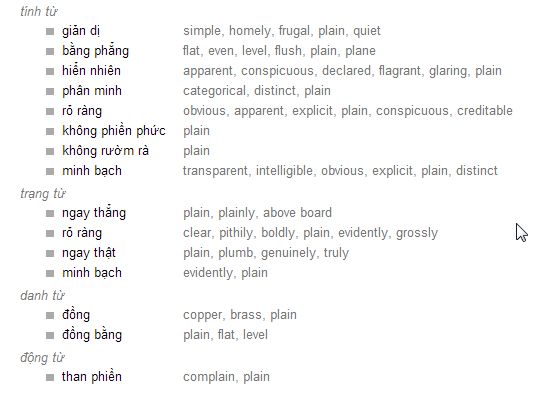 tính từ
giản dị simple, homely, frugal, plain, quiet
bằng phẳng flat, even, level, flush, plain, plane
hiển nhiên apparent, conspicuous, declared, flagrant, glaring, plain
phân minh categorical, distinct, plain
rõ ràng obvious, apparent, explicit, plain, conspicuous, creditable
không phiền phức plain
không rườm rà plain
minh bạch transparent, intelligible, obvious, explicit, plain, distinct
trạng từ
ngay thẳng plain, plainly, above board
rõ ràng clear, pithily, boldly, plain, evidently, grossly
ngay thật plain, plumb, genuinely, truly
minh bạch evidently, plain
danh từ
đồng copper, brass, plain
đồng bằng plain, flat, level
động từ
than phiền complain, plain